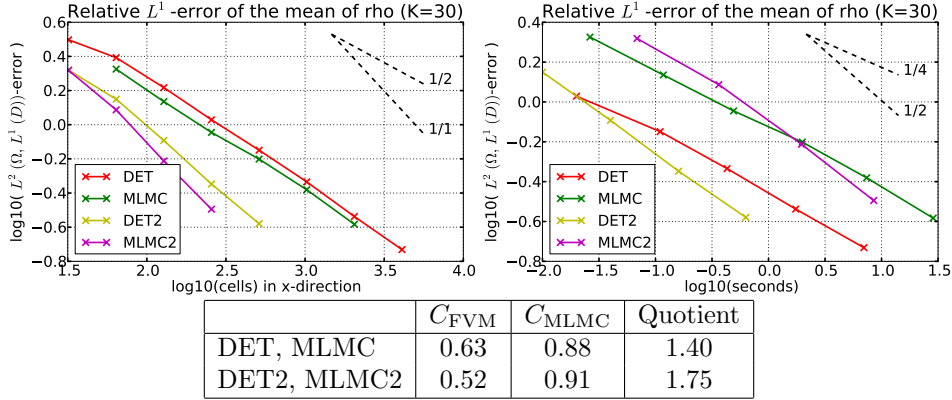 Relative L¹ -error of the mean of rho (K=30)
log10( L² (Ω, L¹ (D)))-error )
0.6
0.4
0.2
0.0
−0.2
−0.4
−0.6
−0.8
1/2
1/1
DET
MLMC
DET2
MLMC2
1.5 2.0 2.5 3.0 3.5 4.0
log10(cells) in x-direction
Relative L¹ -error of the mean of rho (K=30)
log10( L² (Ω, L¹ (D)))-error )
0.4
0.2
0.0
−0.2
−0.4
−0.6
−0.8
1/4
1/2
DET
MLMC
DET2
MLMC2
−2.0 −1.5 −1.0 −0.5 0.0 0.5 1.0 1.5
log10(seconds)
C_FVM C_MLMC Quotient
DET, MLMC 0.63 0.88 1.40
DET2, MLMC2 0.52 0.91 1.75